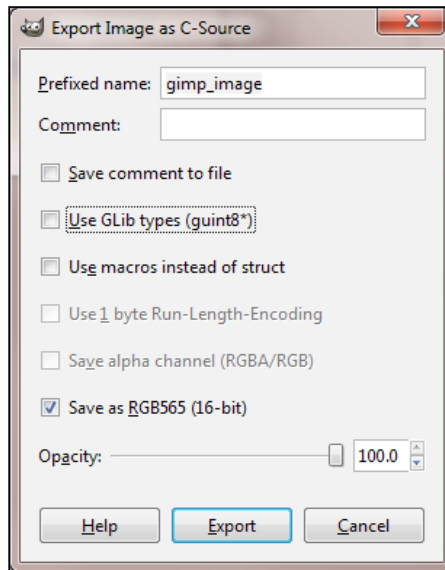 Export Image as C-Source
Prefixed name: gimp_image
Comment:
Save comment to file
Use GLib types (guint8*)
Use macros instead of struct
Use 1 byte Run-Length-Encoding
Save alpha channel (RGBA/RGB)
Save as RGB565 (16-bit)
Opacity: 100.0
Help Export Cancel